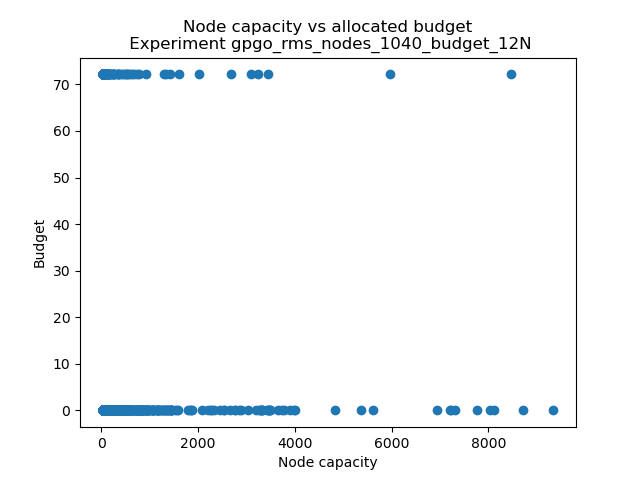 Node capacity vs allocated budget
Experiment gpgo_rms_nodes_1040_budget_12N
70
60
50
40
30
20
10
0
Budget
0 2000 4000 6000 8000
Node capacity